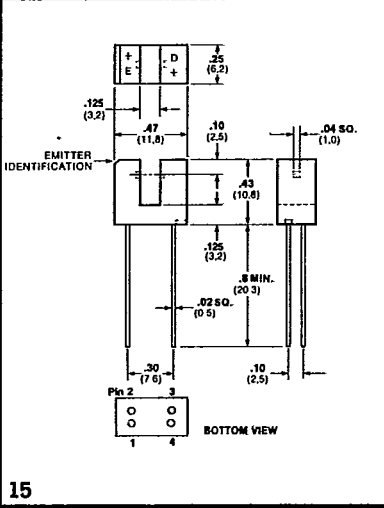 + D
E +
.25
(6,2)
.125
(3,2)
.47
(11,8)
.10
(2,5)
.04 SQ.
(1,0)
EMITTER
IDENTIFICATION
.43
(10,8)
.125
(3,2)
.8 MIN.
(20 3)
.02 SQ.
(0 5)
.30
(7 6)
.10
(2,5)
Pin 2 3
1 4
BOTTOM VIEW
15